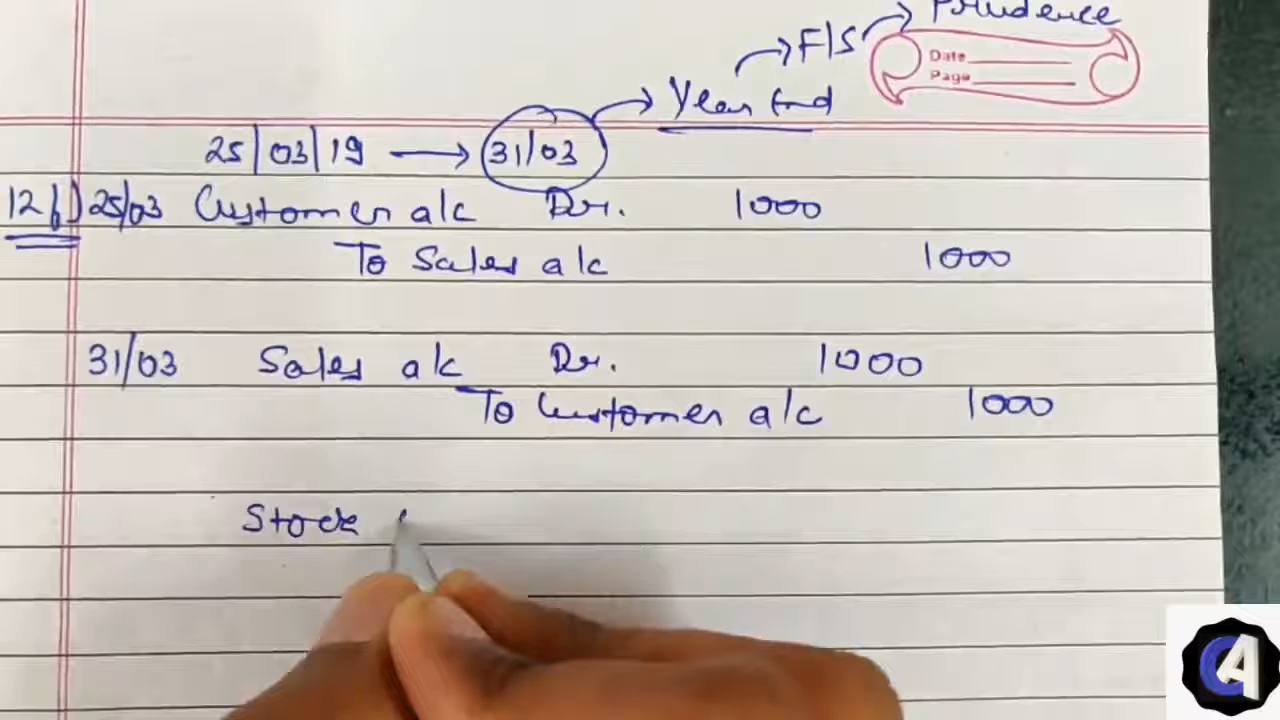 Prudence
F/S
Date
Page
Year End
25/03/19 → 31/03
12 b) 25/03 Customer a/c Dr. 1000
To Sales a/c 1000
31/03 Sales a/c Dr. 1000
To Customer a/c 1000
Stock
CA